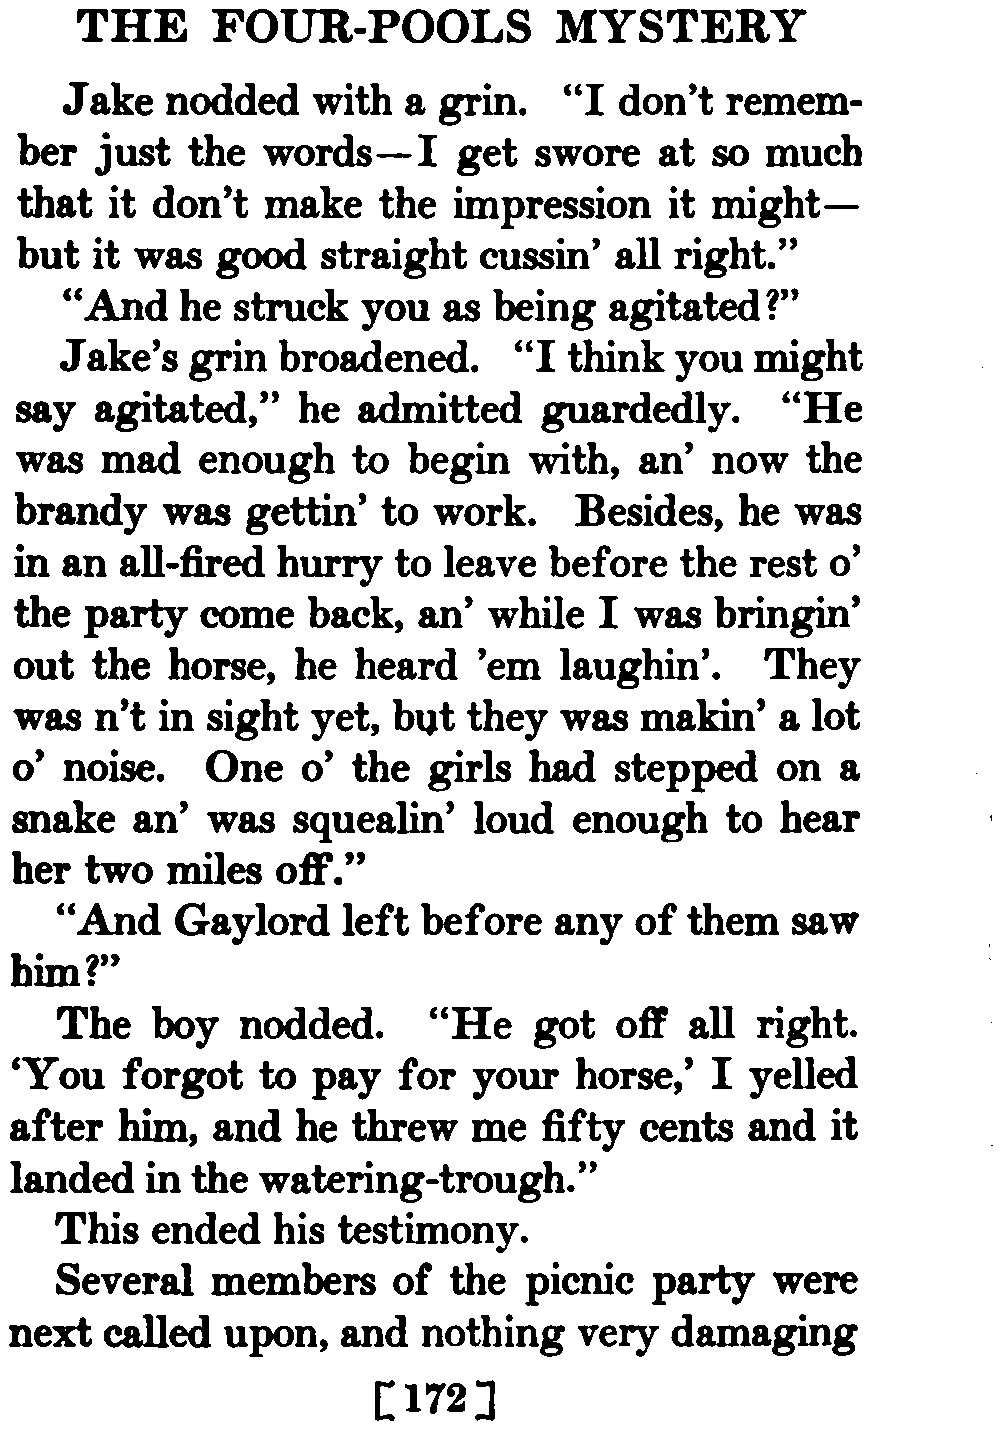 THE FOUR-POOLS MYSTERY
Jake nodded with a grin. “I don’t remem-
ber just the words—I get swore at so much
that it don’t make the impression it might—
but it was good straight cussin’ all right.”
“And he struck you as being agitated?”
Jake’s grin broadened. “I think you might
say agitated,” he admitted guardedly. “He
was mad enough to begin with, an’ now the
brandy was gettin’ to work. Besides, he was
in an all-fired hurry to leave before the rest o’
the party come back, an’ while I was bringin’
out the horse, he heard ’em laughin’. They
was n’t in sight yet, but they was makin’ a lot
o’ noise. One o’ the girls had stepped on a
snake an’ was squealin’ loud enough to hear
her two miles off.”
“And Gaylord left before any of them saw
him?”
The boy nodded. “He got off all right.
‘You forgot to pay for your horse,’ I yelled
after him, and he threw me fifty cents and it
landed in the watering-trough.”
This ended his testimony.
Several members of the picnic party were
next called upon, and nothing very damaging
[172]